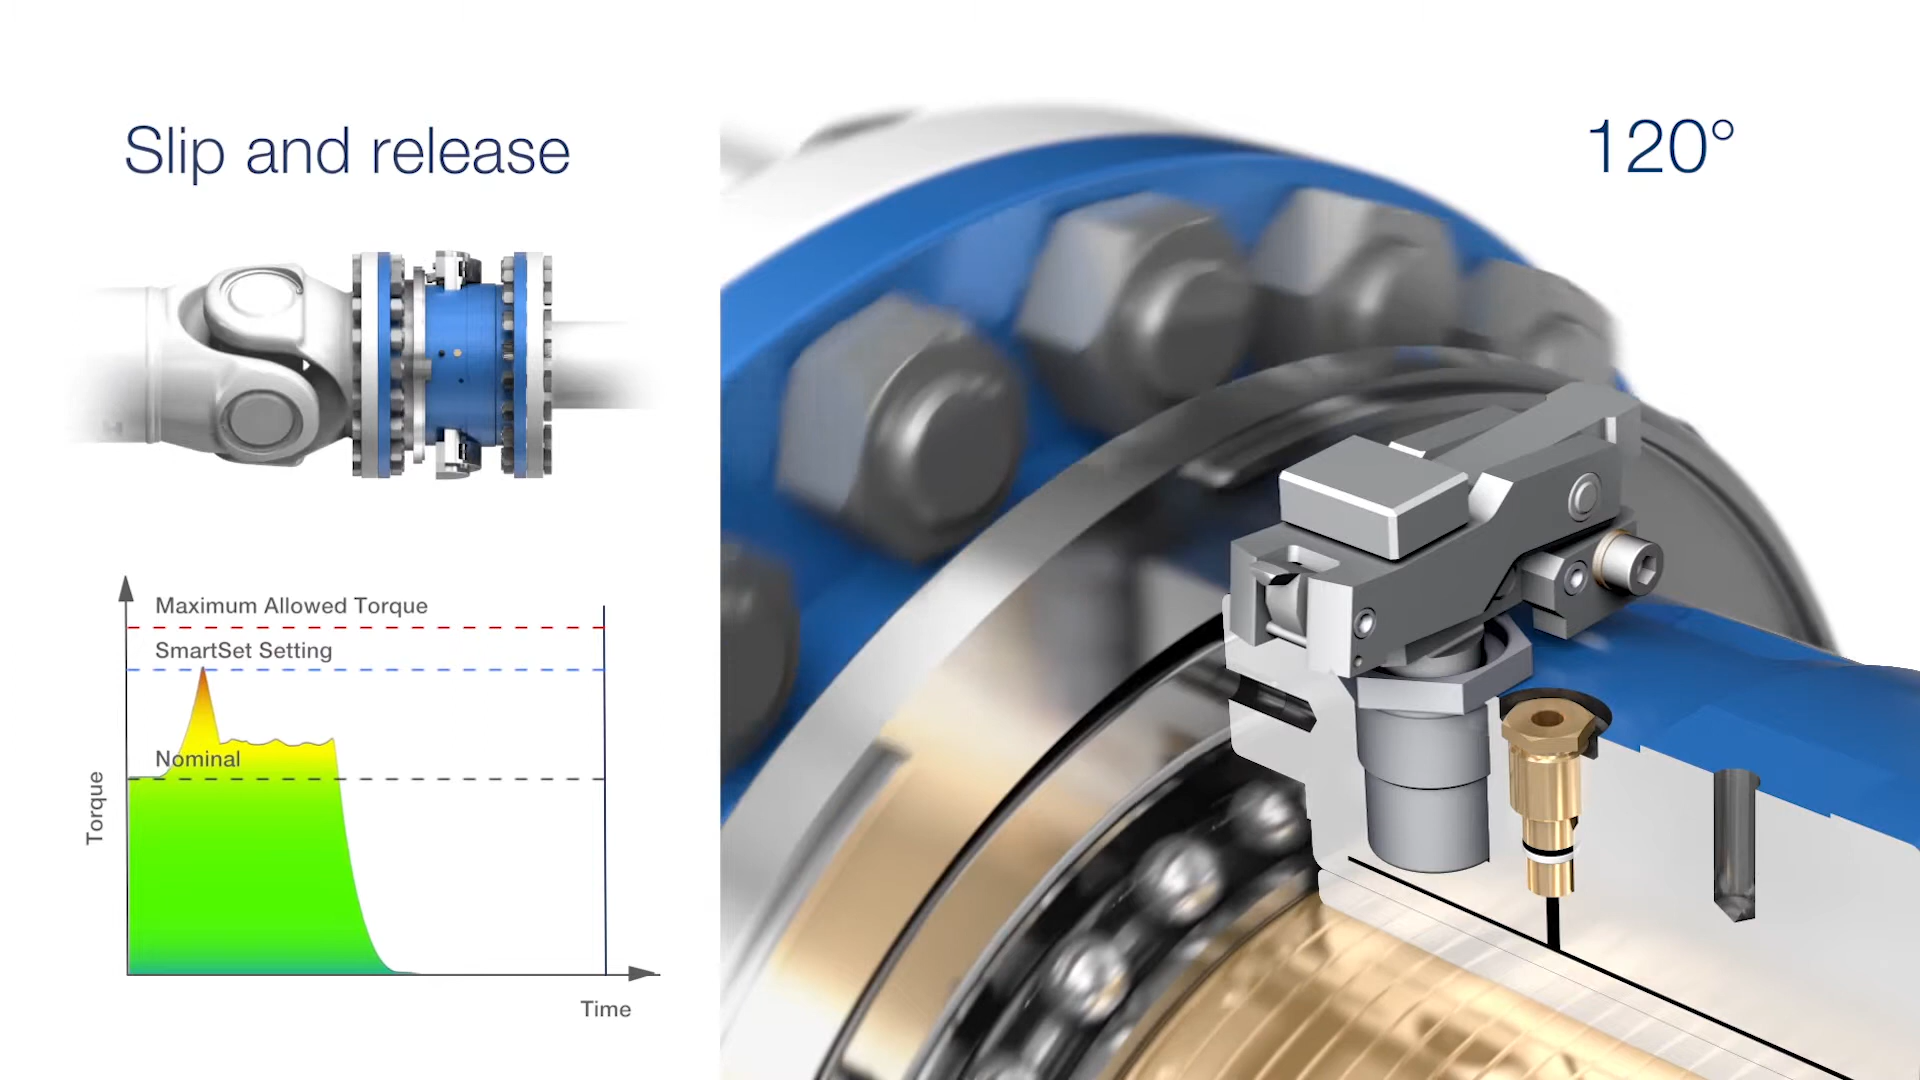 Slip and release
120°
Maximum Allowed Torque
SmartSet Setting
Nominal
Torque
Time